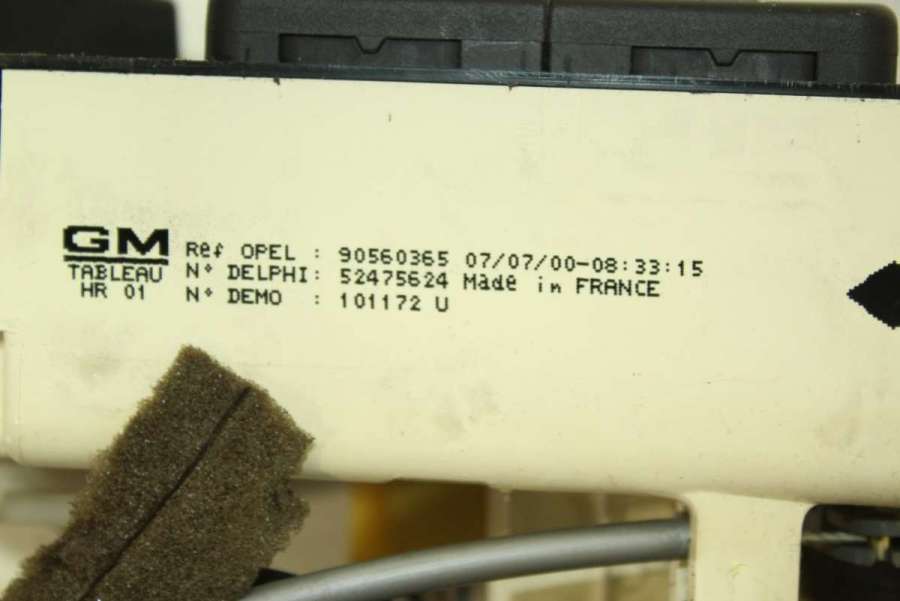 GM
TABLEAU
HR 01
Ref OPEL : 90560365 07/07/00-08:33:15
N° DELPHI: 52475624 Made in FRANCE
N° DEMO : 101172 U